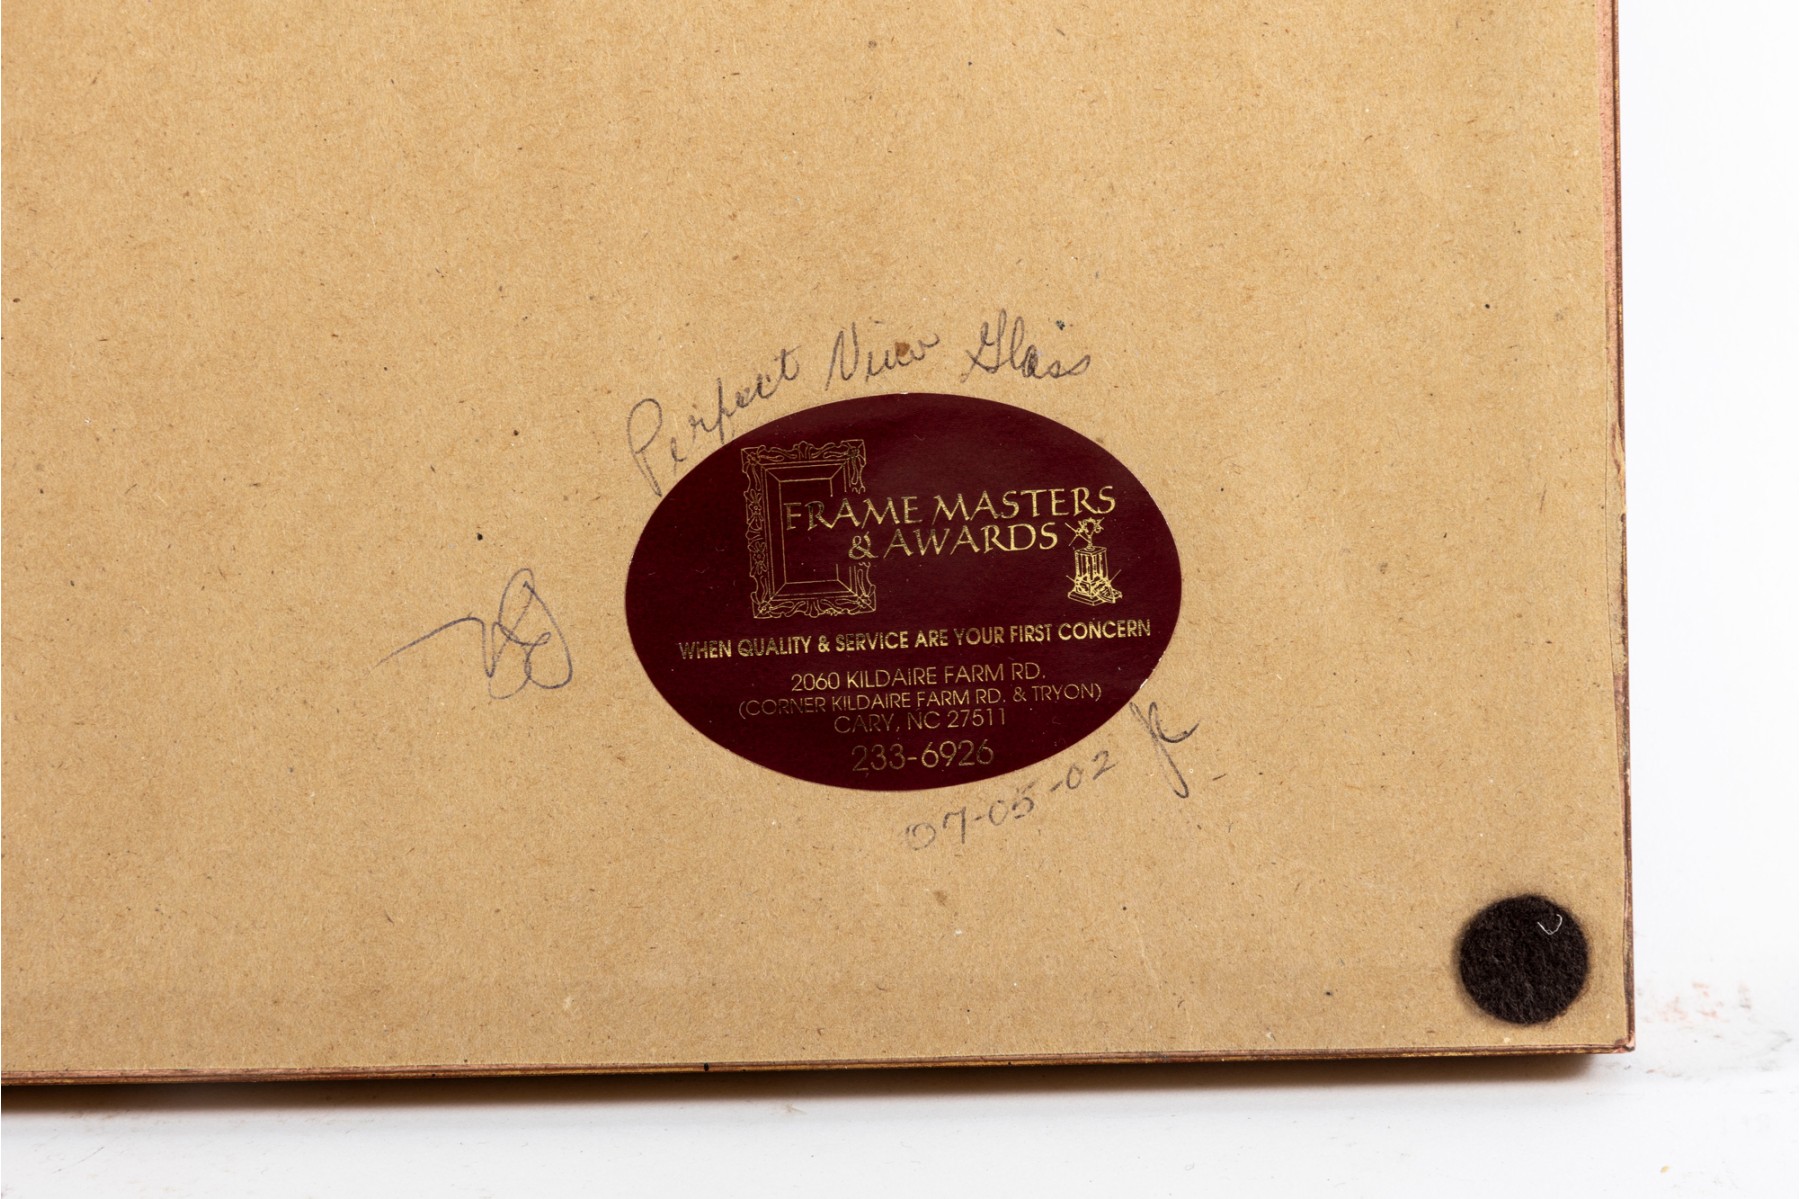 Perfect View Glass
FRAME MASTERS
& AWARDS
WHEN QUALITY & SERVICE ARE YOUR FIRST CONCERN
2060 KILDAIRE FARM RD.
(CORNER KILDAIRE FARM RD. & TRYON)
CARY, NC 27511
233-6926
07-05-02